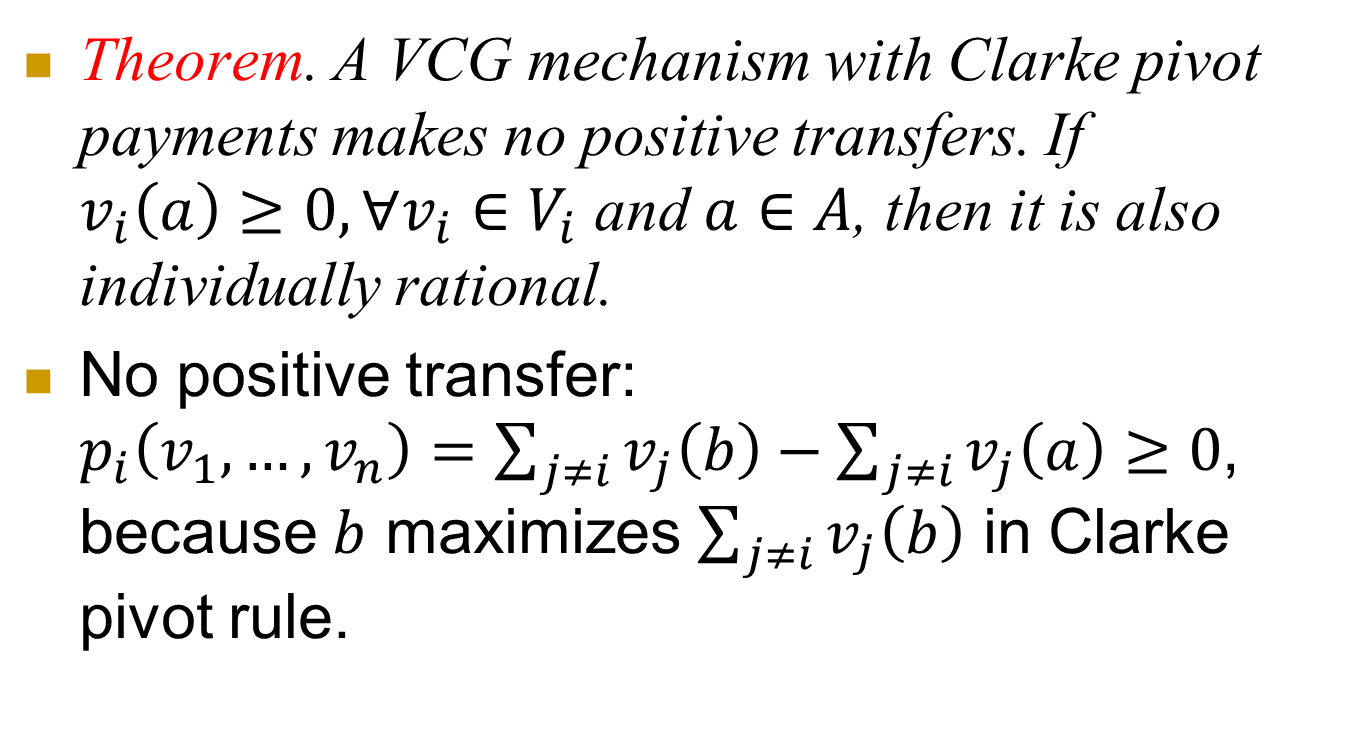 Theorem. A VCG mechanism with Clarke pivot
payments makes no positive transfers. If
𝑣ᵢ(𝑎) ≥ 0, ∀𝑣ᵢ ∈ 𝑉ᵢ and 𝑎 ∈ 𝐴, then it is also
individually rational.
No positive transfer:
𝑝ᵢ(𝑣₁, … , 𝑣ₙ) = ∑_{𝑗≠𝑖} 𝑣ⱼ(𝑏) − ∑_{𝑗≠𝑖} 𝑣ⱼ(𝑎) ≥ 0,
because 𝑏 maximizes ∑_{𝑗≠𝑖} 𝑣ⱼ(𝑏) in Clarke
pivot rule.